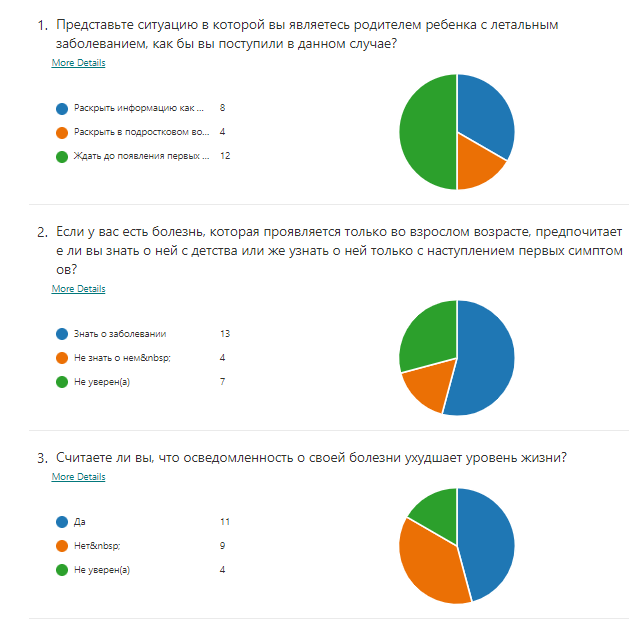 1. Представьте ситуацию в которой вы являетесь родителем ребенка с летальным
заболеванием, как бы вы поступили в данном случае?
More Details
Раскрыть информацию как ... 8
Раскрыть в подростковом во... 4
Ждать до появления первых ... 12
2. Если у вас есть болезнь, которая проявляется только во взрослом возрасте, предпочитает
е ли вы знать о ней с детства или же узнать о ней только с наступлением первых симптом
ов?
More Details
Знать о заболевании 13
Не знать о нем&nbsp; 4
Не уверен(а) 7
3. Считаете ли вы, что осведомленность о своей болезни ухудшает уровень жизни?
More Details
Да 11
Нет&nbsp; 9
Не уверен(а) 4